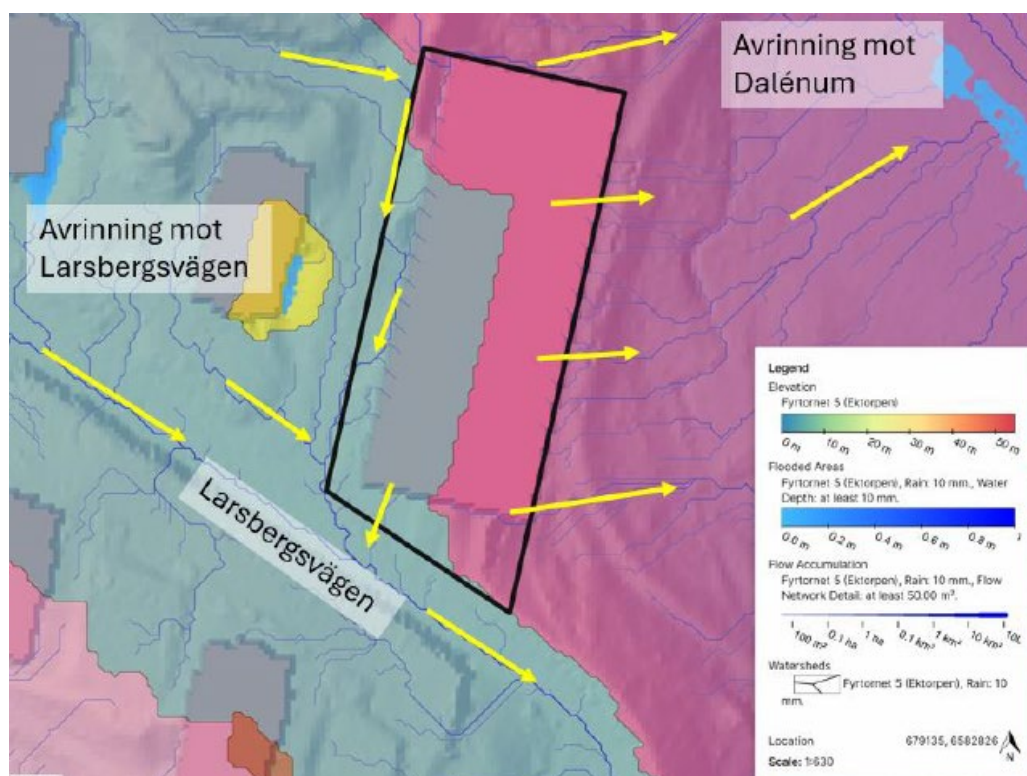 Avrinning mot
Dalénum
Avrinning mot
Larsbergsvägen
Larsbergsvägen
Legend
Elevation
Fyrtornet 5 (Ektorpen)
0 m 10 m 20 m 30 m 40 m 50 m
Flooded Areas
Fyrtornet 5 (Ektorpen), Rain: 10 mm., Water
Depth: at least 10 mm.
0.0 m 0.2 m 0.4 m 0.6 m 0.8 m
Flow Accumulation
Fyrtornet 5 (Ektorpen), Rain: 10 mm., Flow
Network Detail: at least 50.00 m².
100 m² 0.1 ha 1 ha 0.1 km² 1 km² 10 km²
Watersheds
Fyrtornet 5 (Ektorpen), Rain: 10
mm.
Location 679135, 6582826
Scale: 1:630
N